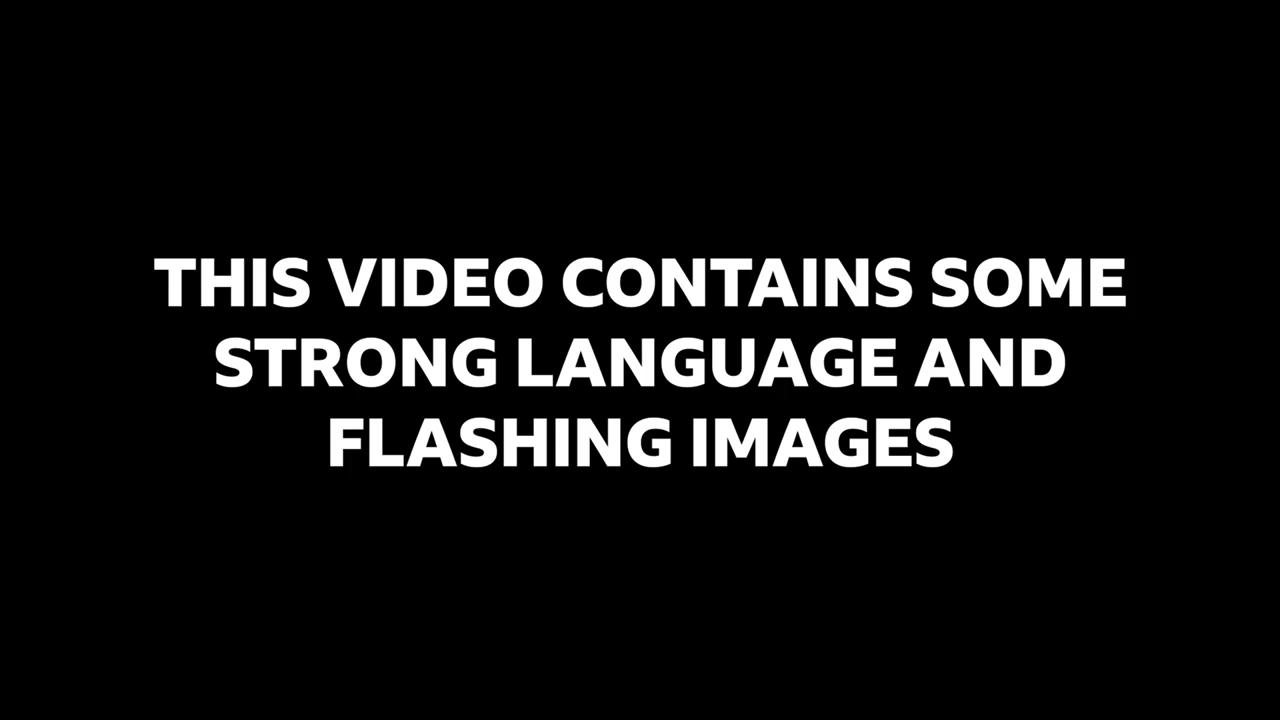 THIS VIDEO CONTAINS SOME
STRONG LANGUAGE AND
FLASHING IMAGES